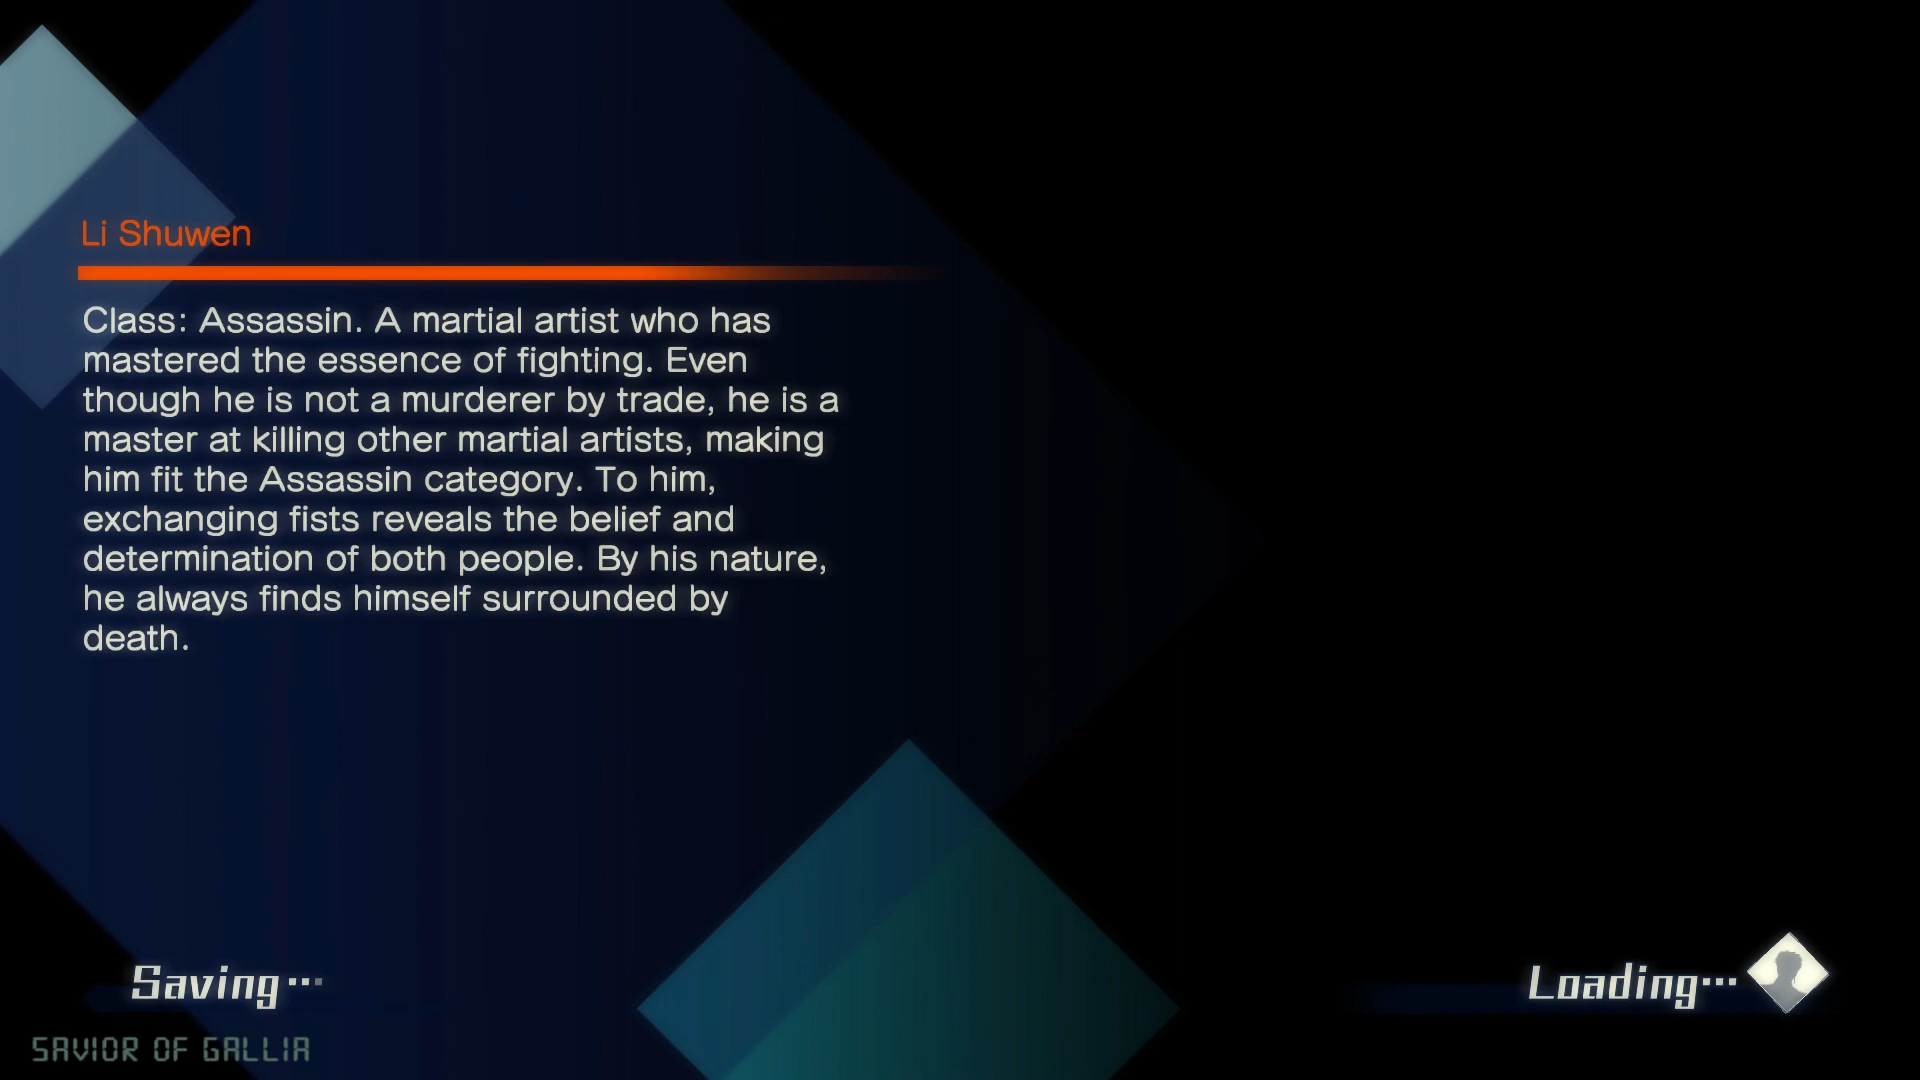 Li Shuwen
Class: Assassin. A martial artist who has
mastered the essence of fighting. Even
though he is not a murderer by trade, he is a
master at killing other martial artists, making
him fit the Assassin category. To him,
exchanging fists reveals the belief and
determination of both people. By his nature,
he always finds himself surrounded by
death.
Saving...
Loading...
SAVIOR OF GALLIA